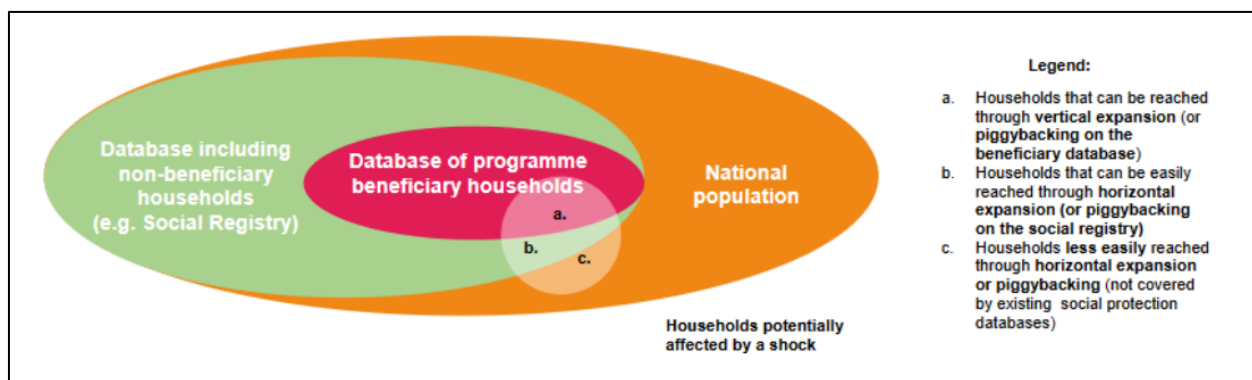 Database including
non-beneficiary
households
(e.g. Social Registry)
Database of programme
beneficiary households
National
population
a.
b.
c.
Households potentially
affected by a shock
Legend:
a. Households that can be reached
through vertical expansion (or
piggybacking on the
beneficiary database)
b. Households that can be easily
reached through horizontal
expansion (or piggybacking
on the social registry)
c. Households less easily reached
through horizontal expansion
or piggybacking (not covered
by existing social protection
databases)